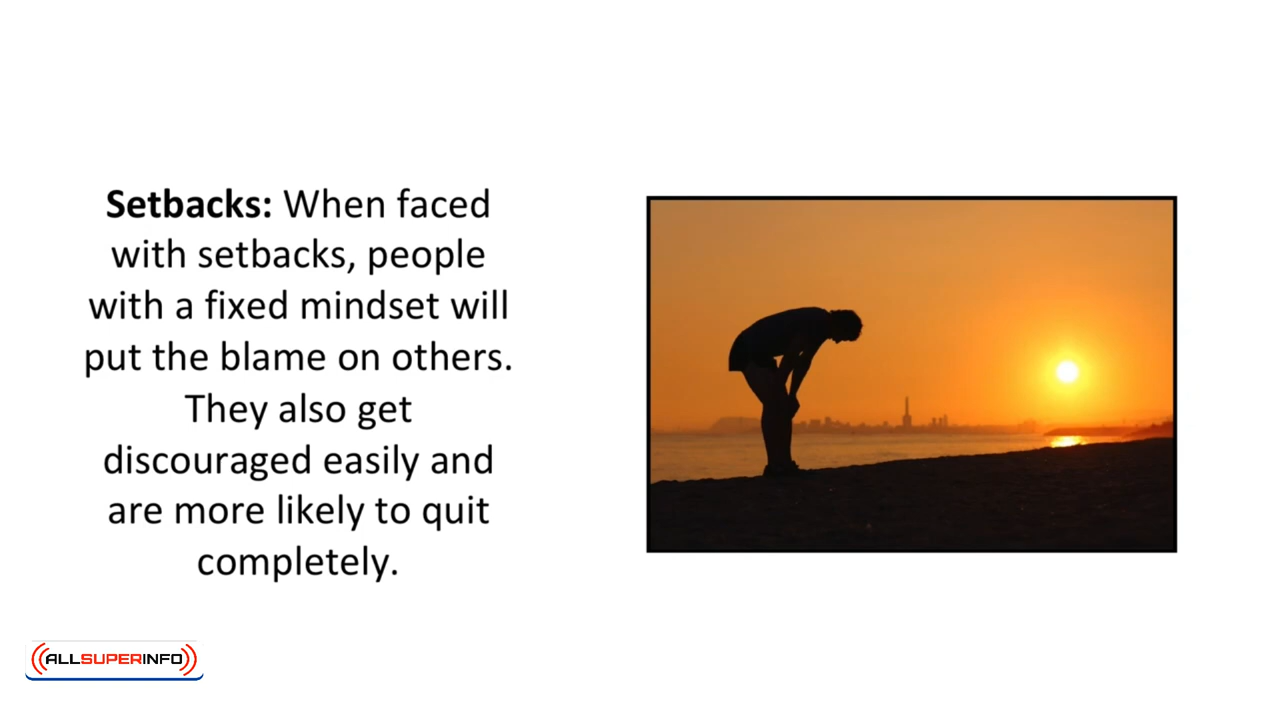 Setbacks: When faced
with setbacks, people
with a fixed mindset will
put the blame on others.
They also get
discouraged easily and
are more likely to quit
completely.
ALLSUPERINFO